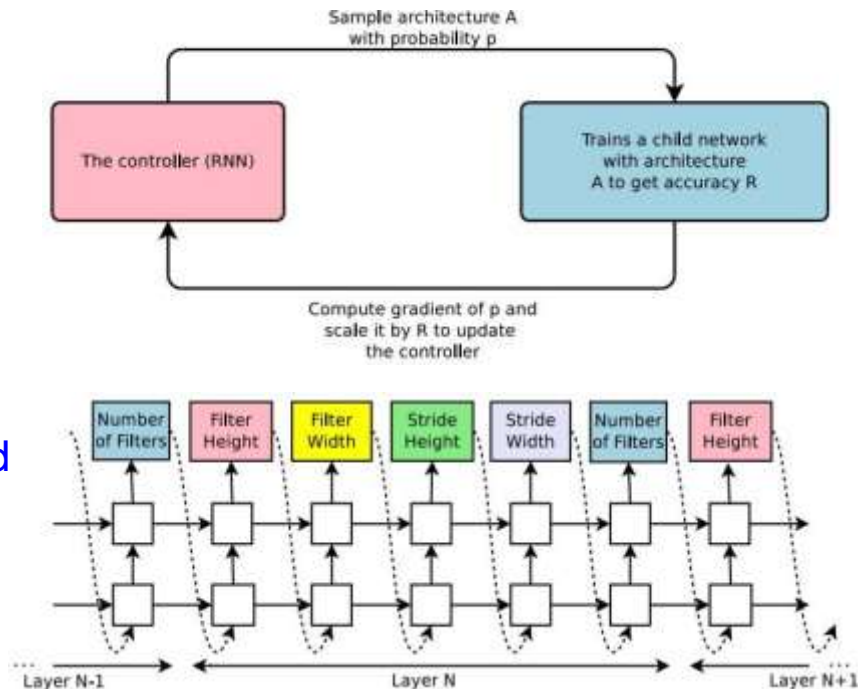 Sample architecture A
with probability p
The controller (RNN)
Trains a child network
with architecture
A to get accuracy R
Compute gradient of p and
scale it by R to update
the controller
d
Number
of Filters
Filter
Height
Filter
Width
Stride
Height
Stride
Width
Number
of Filters
Filter
Height
... Layer N-1
Layer N
Layer N+1 ...